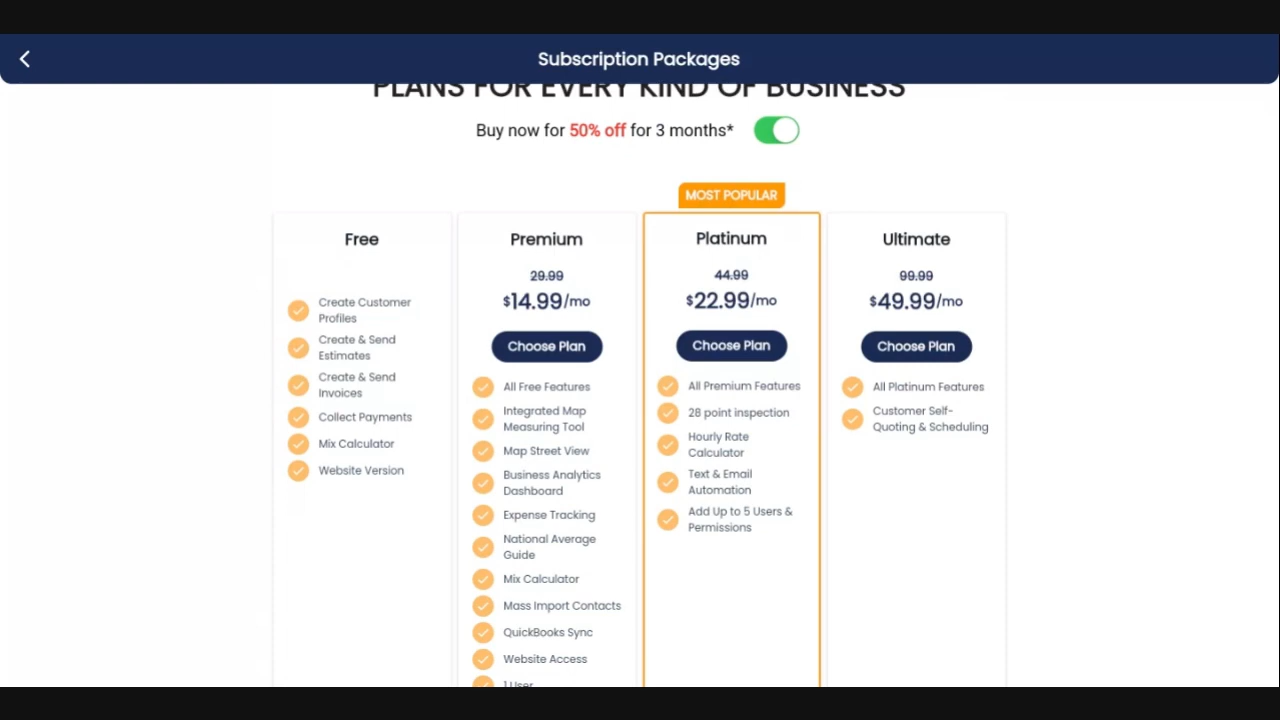 Subscription Packages
PLANS FOR EVERY KIND OF BUSINESS
Buy now for 50% off for 3 months*
MOST POPULAR
Free
Create Customer
Profiles
Create & Send
Estimates
Create & Send
Invoices
Collect Payments
Mix Calculator
Website Version
Premium
29.99
$14.99/mo
Choose Plan
All Free Features
Integrated Map
Measuring Tool
Map Street View
Business Analytics
Dashboard
Expense Tracking
National Average
Guide
Mix Calculator
Mass Import Contacts
QuickBooks Sync
Website Access
1 User
Platinum
44.99
$22.99/mo
Choose Plan
All Premium Features
28 point inspection
Hourly Rate
Calculator
Text & Email
Automation
Add Up to 5 Users &
Permissions
Ultimate
99.99
$49.99/mo
Choose Plan
All Platinum Features
Customer Self-
Quoting & Scheduling